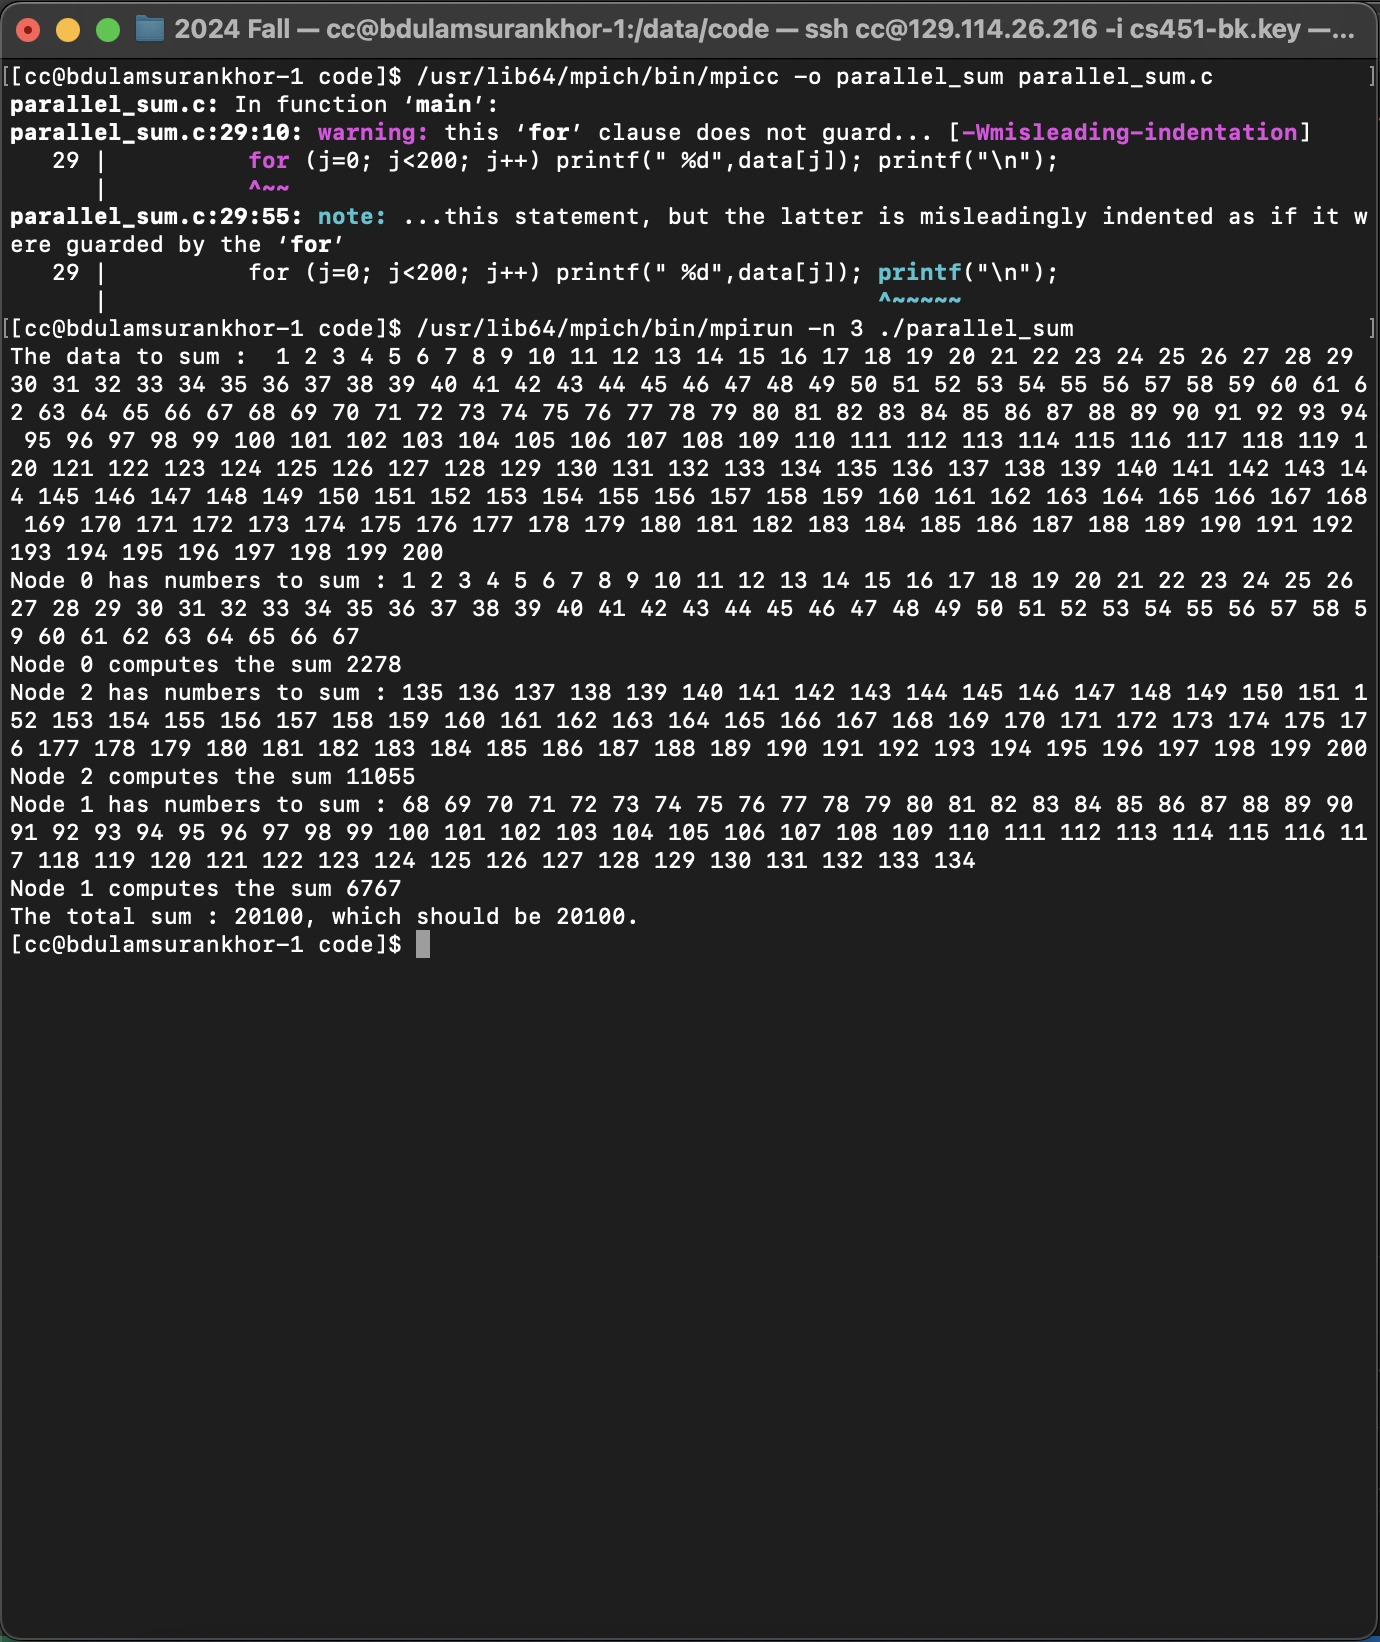 2024 Fall — cc@bdulamsurankhor-1:/data/code — ssh cc@129.114.26.216 -i cs451-bk.key —...
[[cc@bdulamsurankhor-1 code]$ /usr/lib64/mpich/bin/mpicc -o parallel_sum parallel_sum.c ]
parallel_sum.c: In function ‘main’:
parallel_sum.c:29:10: warning: this ‘for’ clause does not guard... [-Wmisleading-indentation]
   29 |          for (j=0; j<200; j++) printf(" %d",data[j]); printf("\n");
      |          ^~~
parallel_sum.c:29:55: note: ...this statement, but the latter is misleadingly indented as if it w
ere guarded by the ‘for’
   29 |          for (j=0; j<200; j++) printf(" %d",data[j]); printf("\n");
      |                                                       ^~~~~~
[[cc@bdulamsurankhor-1 code]$ /usr/lib64/mpich/bin/mpirun -n 3 ./parallel_sum ]
The data to sum :  1 2 3 4 5 6 7 8 9 10 11 12 13 14 15 16 17 18 19 20 21 22 23 24 25 26 27 28 29
30 31 32 33 34 35 36 37 38 39 40 41 42 43 44 45 46 47 48 49 50 51 52 53 54 55 56 57 58 59 60 61 6
2 63 64 65 66 67 68 69 70 71 72 73 74 75 76 77 78 79 80 81 82 83 84 85 86 87 88 89 90 91 92 93 94
 95 96 97 98 99 100 101 102 103 104 105 106 107 108 109 110 111 112 113 114 115 116 117 118 119 1
20 121 122 123 124 125 126 127 128 129 130 131 132 133 134 135 136 137 138 139 140 141 142 143 14
4 145 146 147 148 149 150 151 152 153 154 155 156 157 158 159 160 161 162 163 164 165 166 167 168
 169 170 171 172 173 174 175 176 177 178 179 180 181 182 183 184 185 186 187 188 189 190 191 192
193 194 195 196 197 198 199 200
Node 0 has numbers to sum : 1 2 3 4 5 6 7 8 9 10 11 12 13 14 15 16 17 18 19 20 21 22 23 24 25 26
27 28 29 30 31 32 33 34 35 36 37 38 39 40 41 42 43 44 45 46 47 48 49 50 51 52 53 54 55 56 57 58 5
9 60 61 62 63 64 65 66 67
Node 0 computes the sum 2278
Node 2 has numbers to sum : 135 136 137 138 139 140 141 142 143 144 145 146 147 148 149 150 151 1
52 153 154 155 156 157 158 159 160 161 162 163 164 165 166 167 168 169 170 171 172 173 174 175 17
6 177 178 179 180 181 182 183 184 185 186 187 188 189 190 191 192 193 194 195 196 197 198 199 200
Node 2 computes the sum 11055
Node 1 has numbers to sum : 68 69 70 71 72 73 74 75 76 77 78 79 80 81 82 83 84 85 86 87 88 89 90
91 92 93 94 95 96 97 98 99 100 101 102 103 104 105 106 107 108 109 110 111 112 113 114 115 116 11
7 118 119 120 121 122 123 124 125 126 127 128 129 130 131 132 133 134
Node 1 computes the sum 6767
The total sum : 20100, which should be 20100.
[cc@bdulamsurankhor-1 code]$